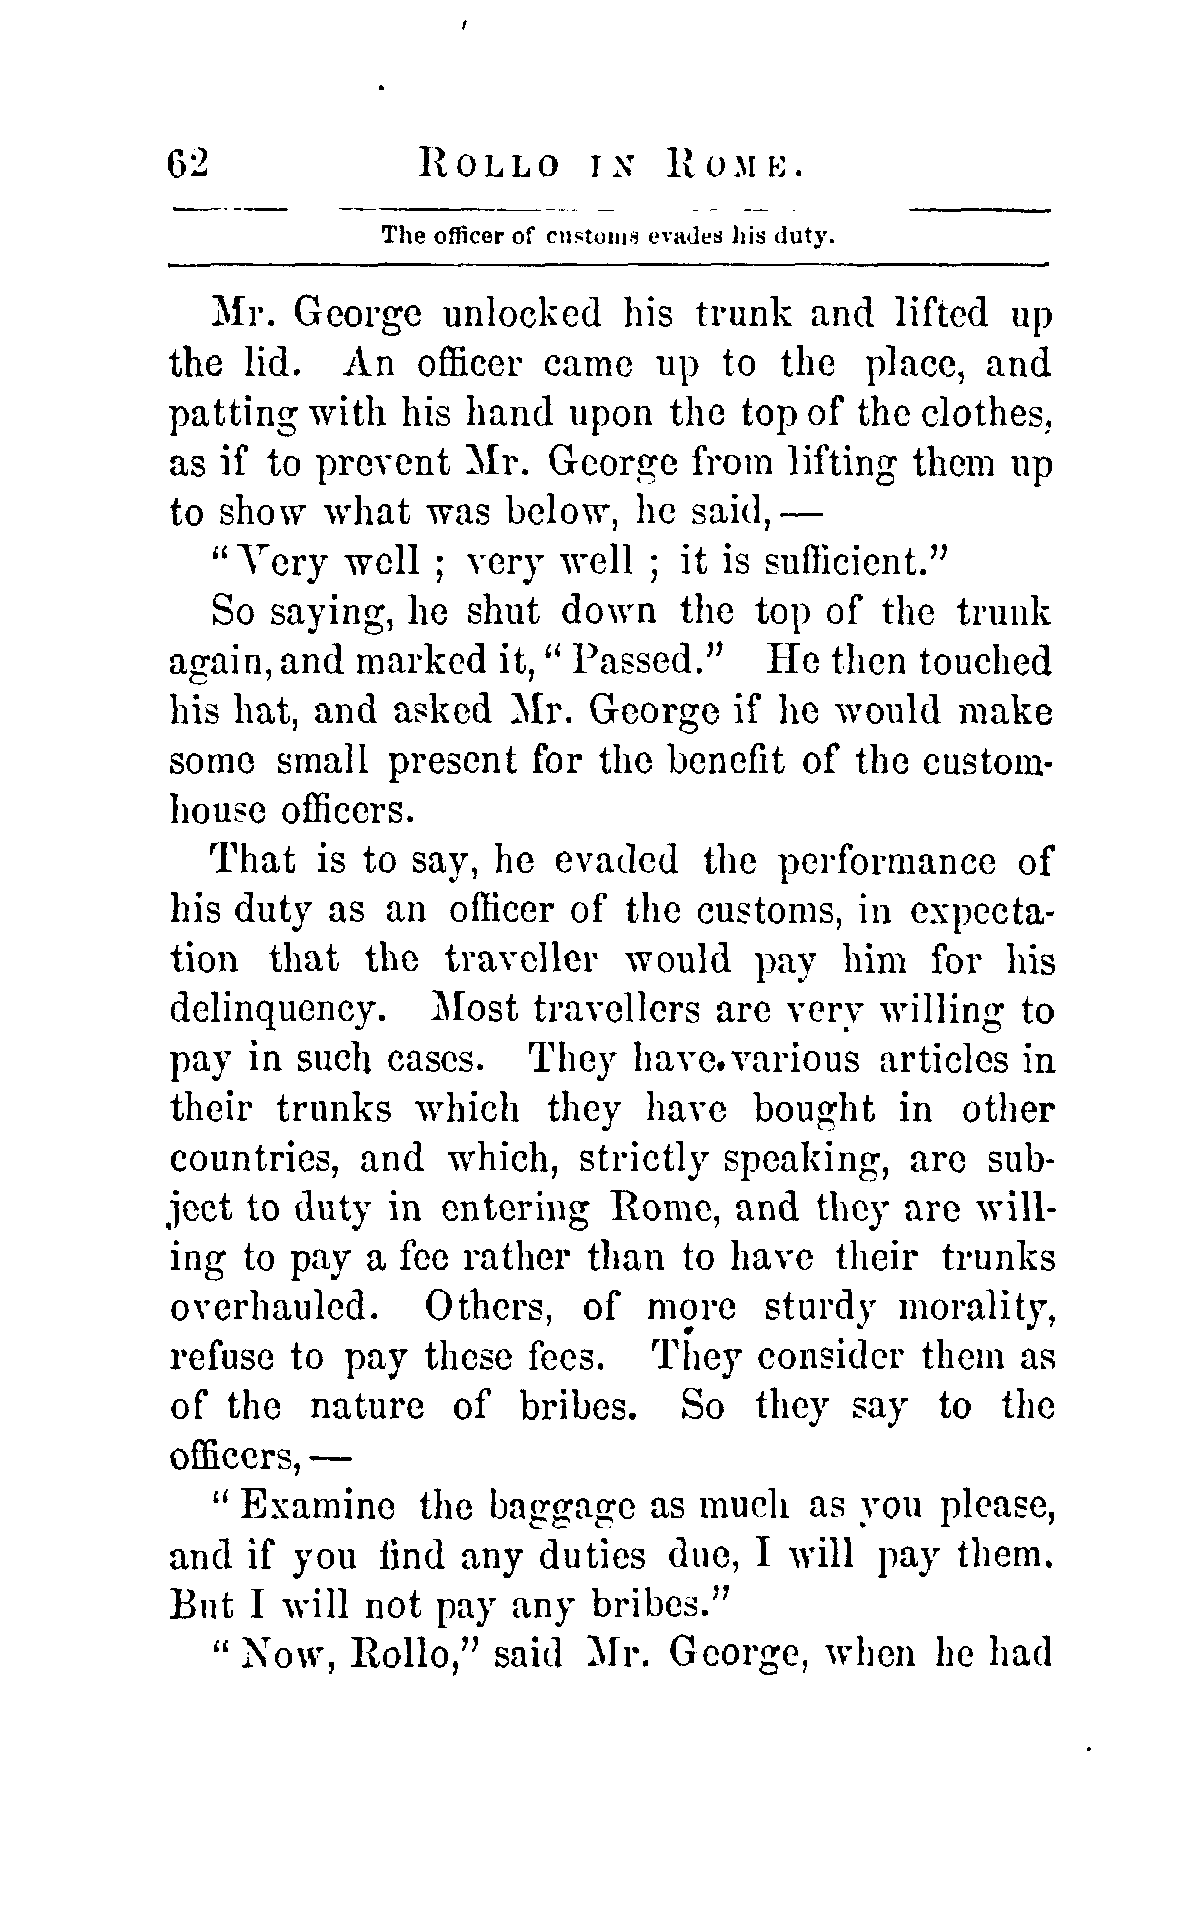 62 ROLLO IN ROME.
The officer of customs evades his duty.
Mr. George unlocked his trunk and lifted up
the lid. An officer came up to the place, and
patting with his hand upon the top of the clothes,
as if to prevent Mr. George from lifting them up
to show what was below, he said,—
“Very well ; very well ; it is sufficient.”
So saying, he shut down the top of the trunk
again, and marked it, “Passed.” He then touched
his hat, and asked Mr. George if he would make
some small present for the benefit of the custom-
house officers.
That is to say, he evaded the performance of
his duty as an officer of the customs, in expecta-
tion that the traveller would pay him for his
delinquency. Most travellers are very willing to
pay in such cases. They have various articles in
their trunks which they have bought in other
countries, and which, strictly speaking, are sub-
ject to duty in entering Rome, and they are will-
ing to pay a fee rather than to have their trunks
overhauled. Others, of more sturdy morality,
refuse to pay these fees. They consider them as
of the nature of bribes. So they say to the
officers,—
“Examine the baggage as much as you please,
and if you find any duties due, I will pay them.
But I will not pay any bribes.”
“Now, Rollo,” said Mr. George, when he had